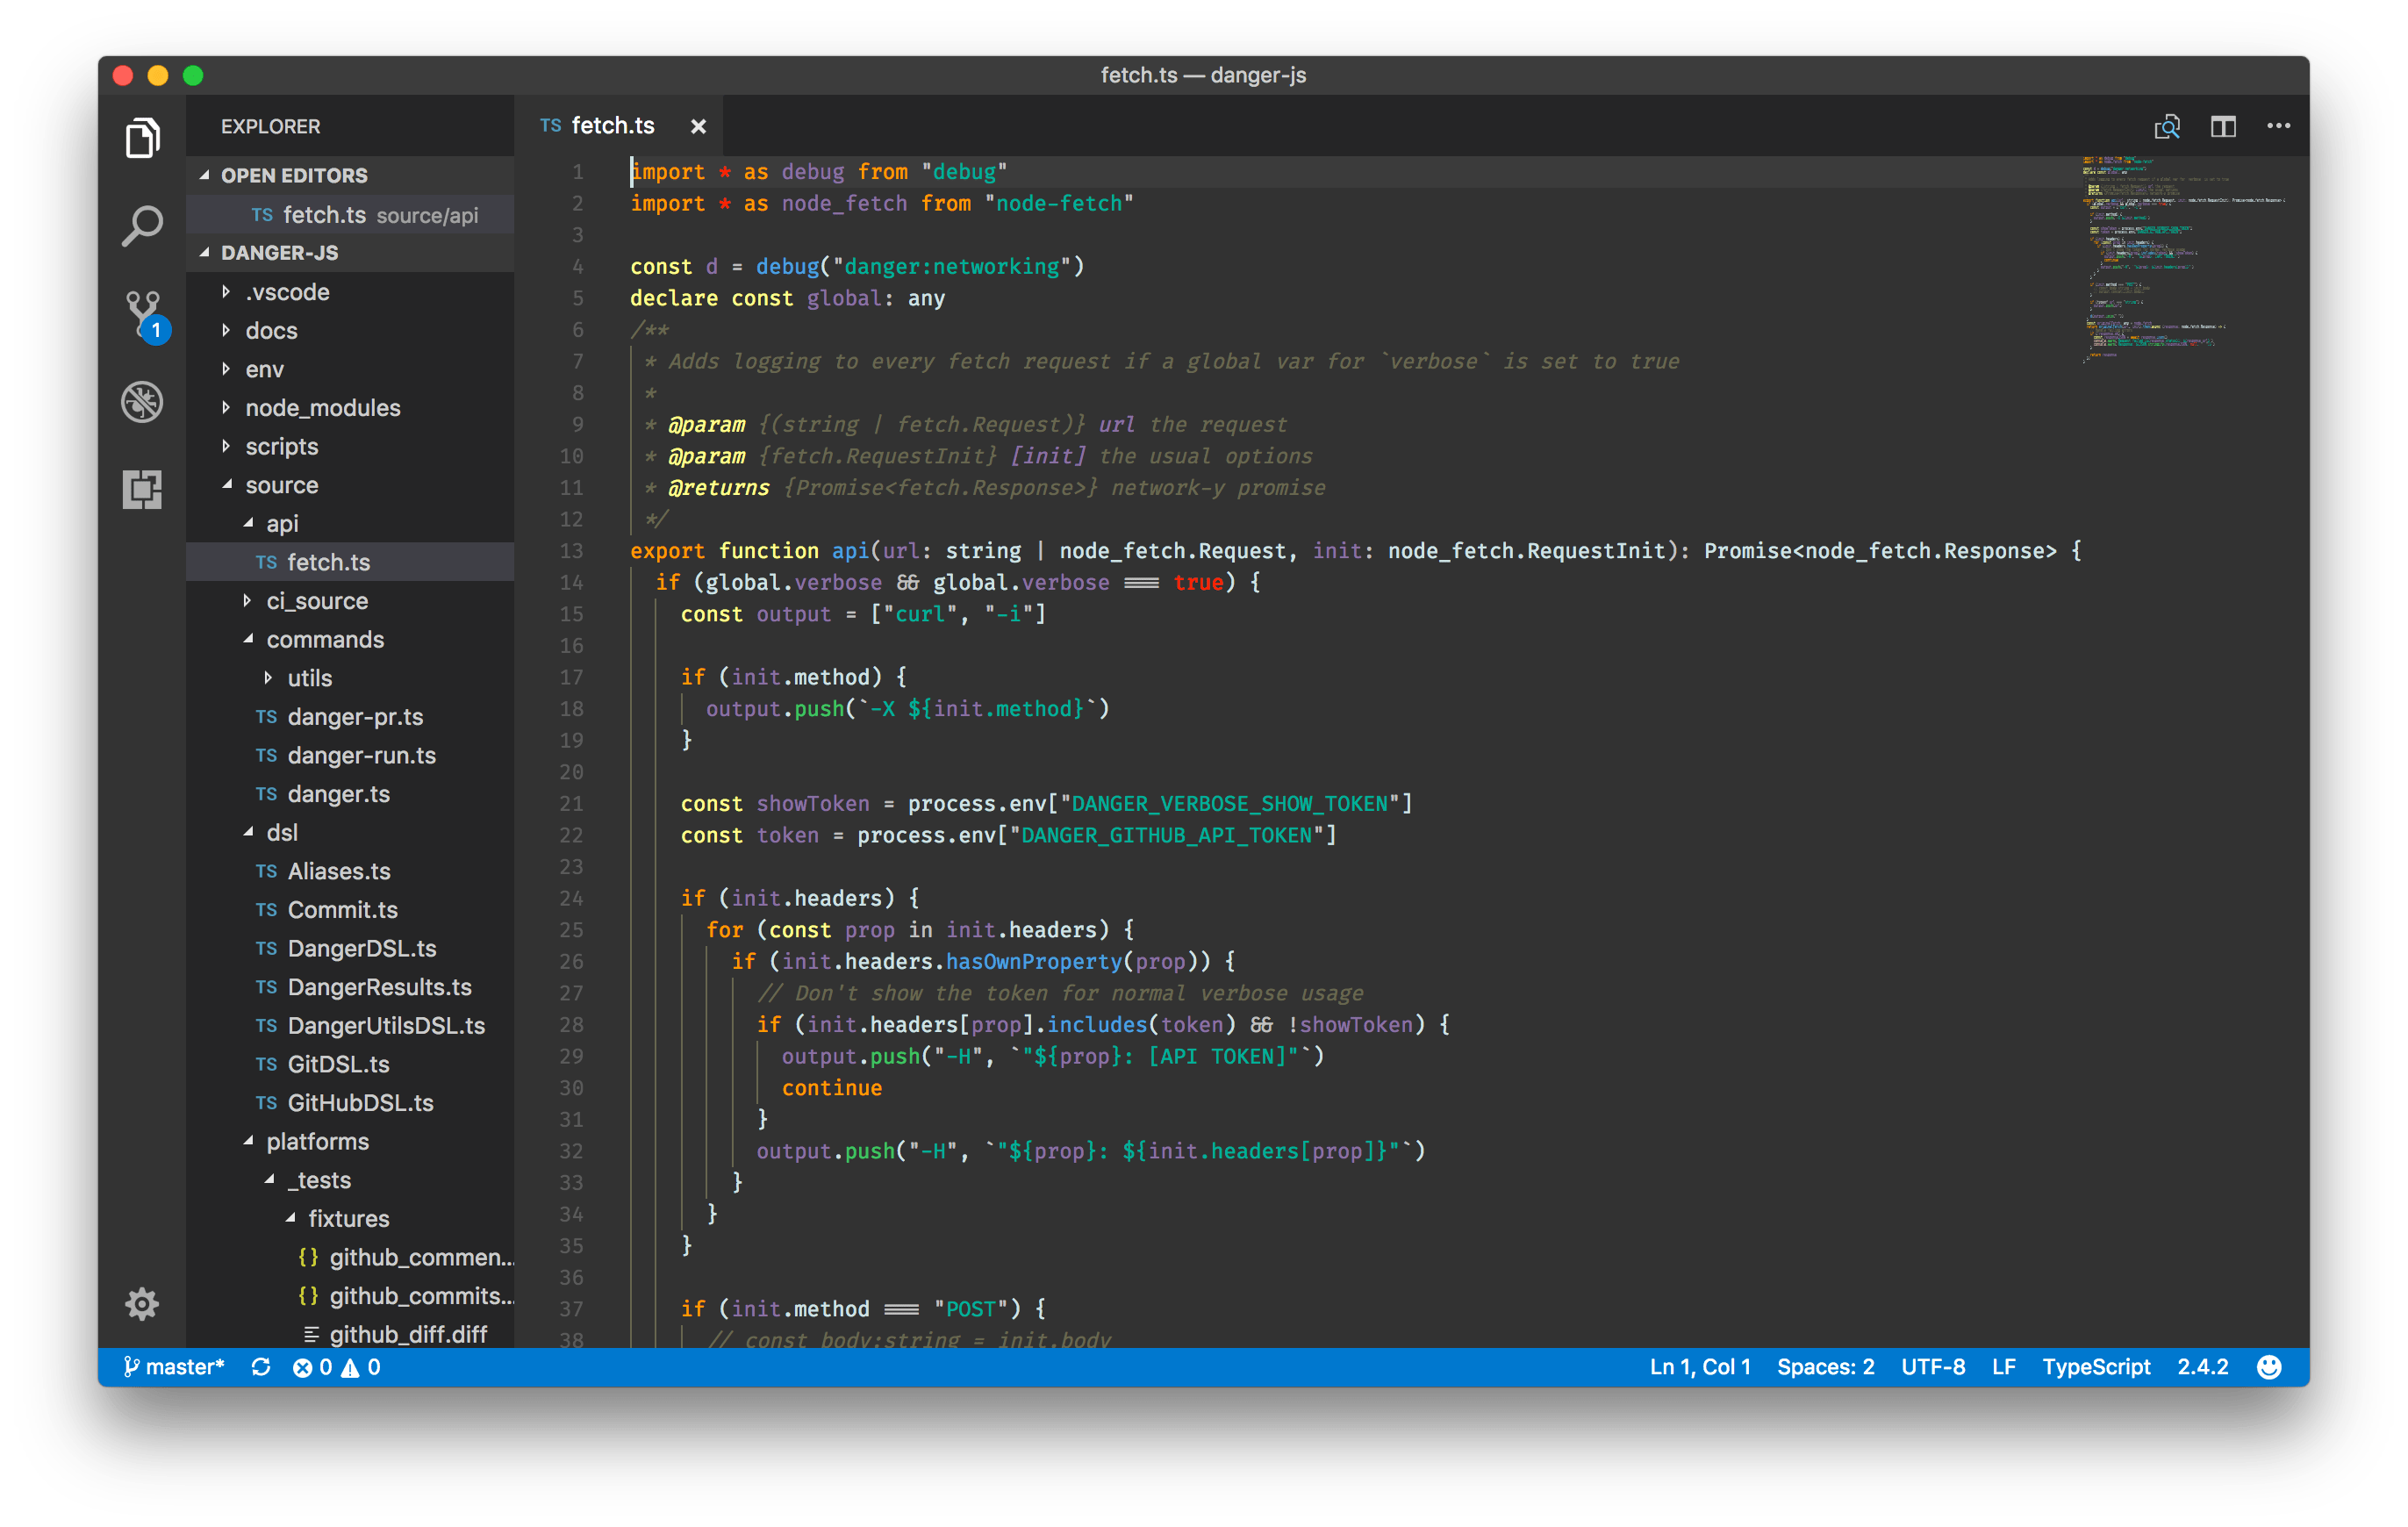 fetch.ts — danger-js
EXPLORER
OPEN EDITORS
TS fetch.ts source/api
DANGER-JS
.vscode
docs
env
node_modules
scripts
source
api
TS fetch.ts
ci_source
commands
utils
TS danger-pr.ts
TS danger-run.ts
TS danger.ts
dsl
TS Aliases.ts
TS Commit.ts
TS DangerDSL.ts
TS DangerResults.ts
TS DangerUtilsDSL.ts
TS GitDSL.ts
TS GitHubDSL.ts
platforms
_tests
fixtures
{} github_commen...
{} github_commits...
github_diff.diff
1
TS fetch.ts ×
1 import * as debug from "debug"
2 import * as node_fetch from "node-fetch"
3
4 const d = debug("danger:networking")
5 declare const global: any
6 /**
7  * Adds logging to every fetch request if a global var for `verbose` is set to true
8  *
9  * @param {(string | fetch.Request)} url the request
10  * @param {fetch.RequestInit} [init] the usual options
11  * @returns {Promise<fetch.Response>} network-y promise
12  */
13 export function api(url: string | node_fetch.Request, init: node_fetch.RequestInit): Promise<node_fetch.Response> {
14   if (global.verbose && global.verbose === true) {
15     const output = ["curl", "-i"]
16
17     if (init.method) {
18       output.push(`-X ${init.method}`)
19     }
20
21     const showToken = process.env["DANGER_VERBOSE_SHOW_TOKEN"]
22     const token = process.env["DANGER_GITHUB_API_TOKEN"]
23
24     if (init.headers) {
25       for (const prop in init.headers) {
26         if (init.headers.hasOwnProperty(prop)) {
27           // Don't show the token for normal verbose usage
28           if (init.headers[prop].includes(token) && !showToken) {
29             output.push("-H", `"${prop}: [API TOKEN]"`)
30             continue
31           }
32           output.push("-H", `"${prop}: ${init.headers[prop]}"`)
33         }
34       }
35     }
36
37     if (init.method === "POST") {
38       // const body:string = init.body
master* 0 0
Ln 1, Col 1 Spaces: 2 UTF-8 LF TypeScript 2.4.2